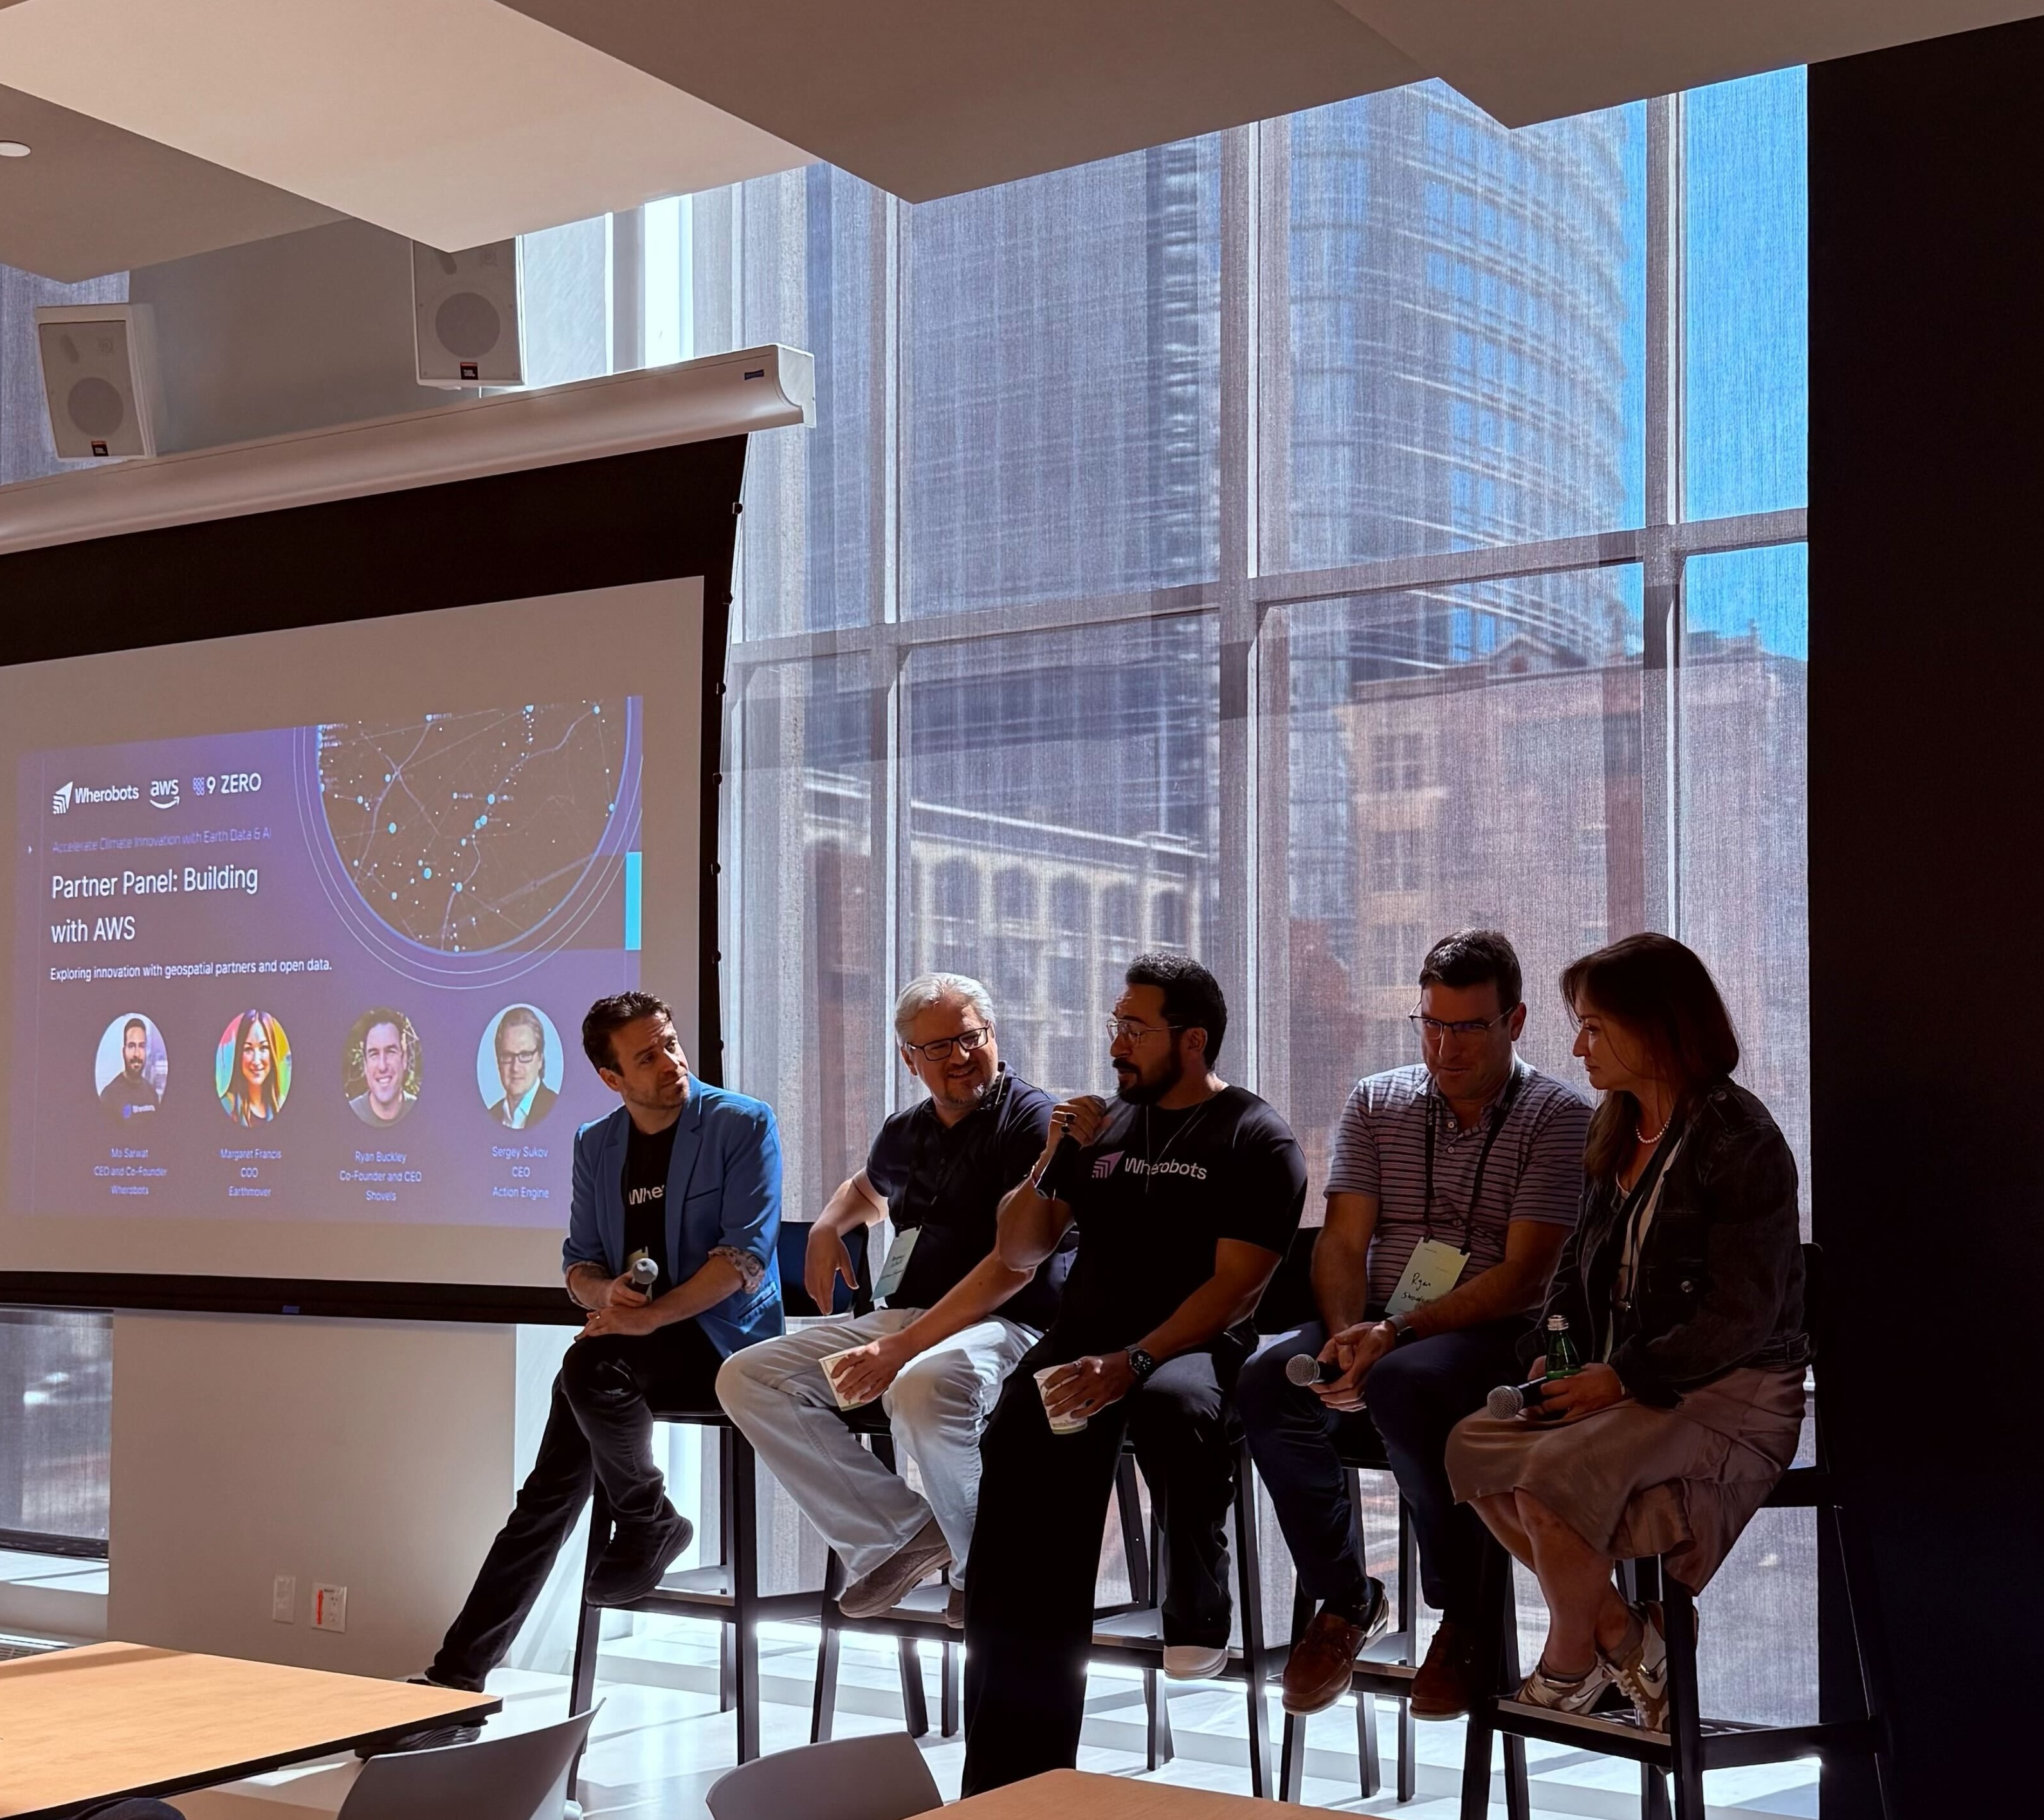 Wherobots aws 9 ZERO
Accelerate Climate Innovation with Earth Data & AI
Partner Panel: Building
with AWS
Exploring innovation with geospatial partners and open data.
Mo Sarwat
CEO and Co-Founder
Wherobots
Margaret Francis
COO
Earthmover
Ryan Buckley
Co-Founder and CEO
Shovels
Sergey Sukov
CEO
Action Engine
Wherobots
Wher
Wherobots
Ryan